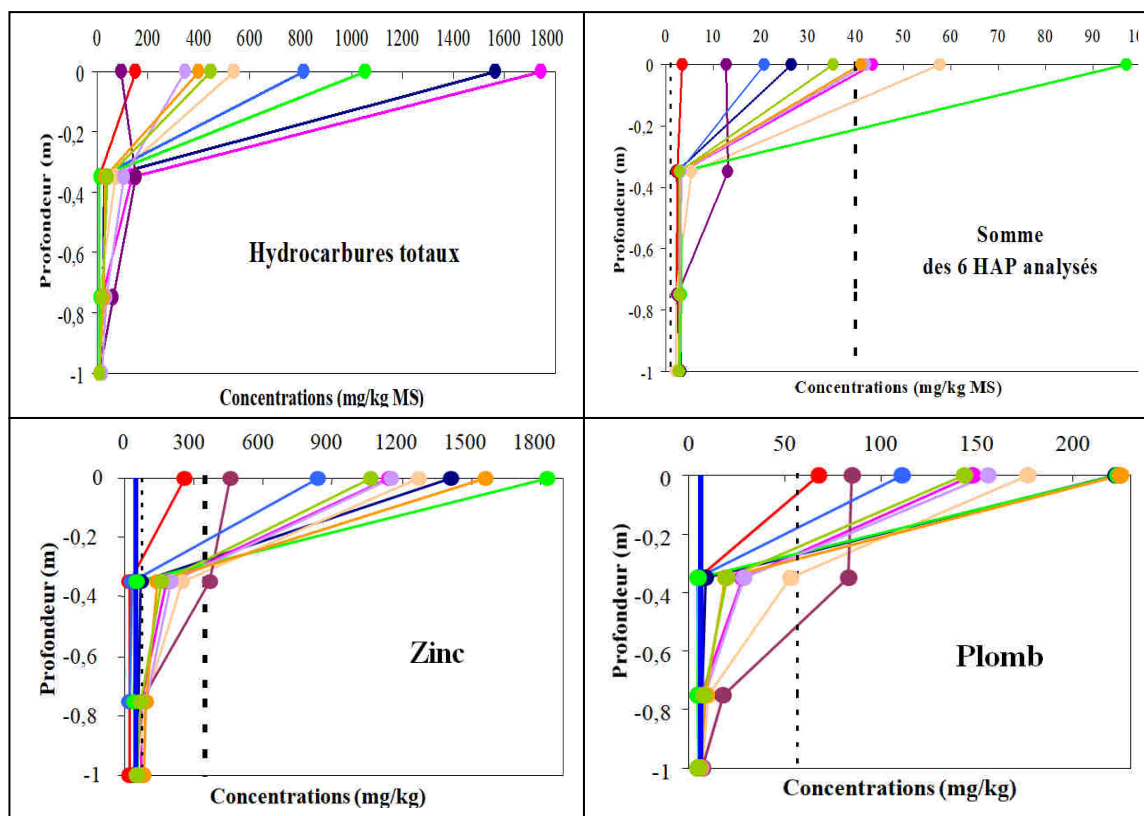 0 200 400 600 800 1000 1200 1400 1600 1800
0
-0,2
-0,4
-0,6
-0,8
-1
Profondeur (m)
Hydrocarbures totaux
Concentrations (mg/kg MS)
0 10 20 30 40 50 60 70 80 90
0
-0,2
-0,4
-0,6
-0,8
-1
Profondeur (m)
Somme
des 6 HAP analysés
Concentrations (mg/kg MS)
0 300 600 900 1200 1500 1800
0
-0,2
-0,4
-0,6
-0,8
-1
Profondeur (m)
Zinc
Concentrations (mg/kg)
0 50 100 150 200
0
-0,2
-0,4
-0,6
-0,8
-1
Profondeur (m)
Plomb
Concentrations (mg/kg)